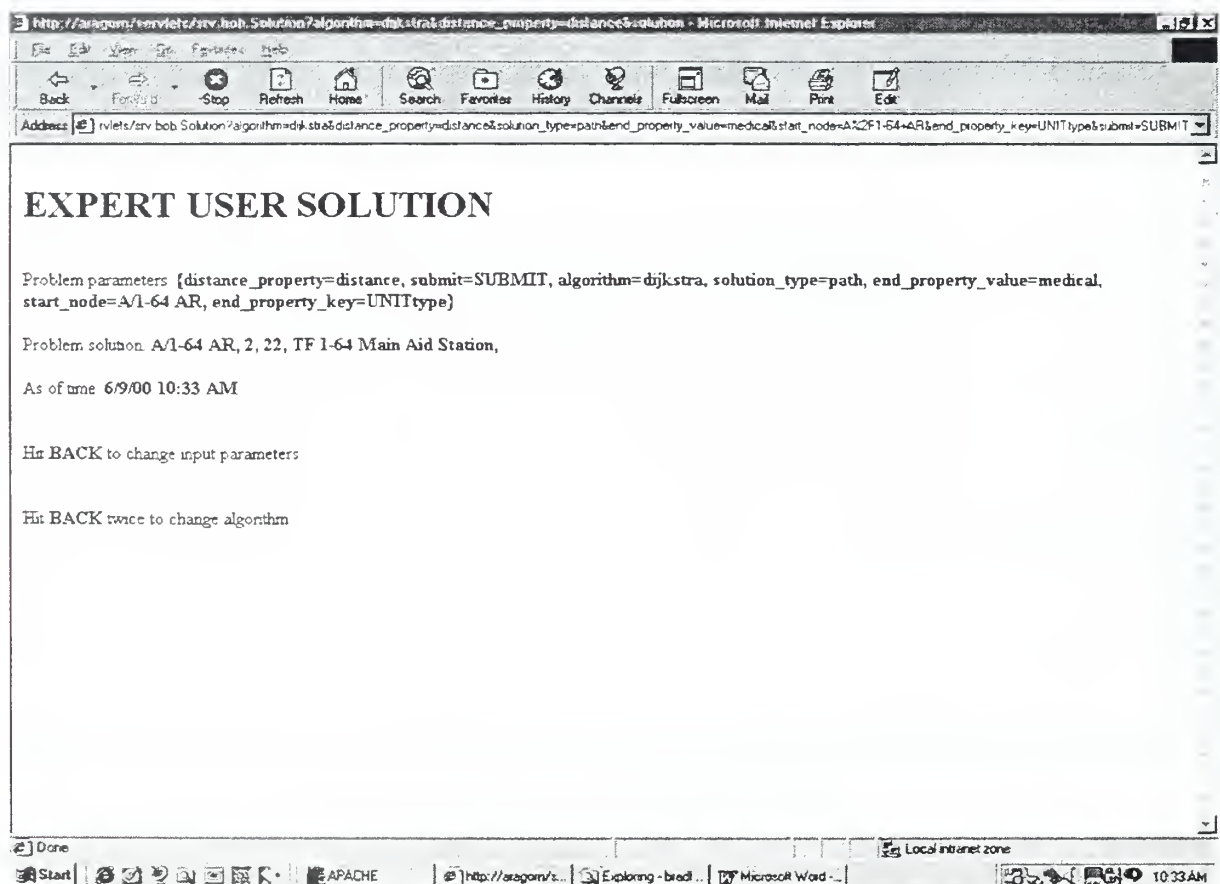 http://aragorn/servlets/srv.bob.Solution?algorithm=dijkstra&distance_property=distance&solution - Microsoft Internet Explorer
File Edit View Go Favorites Help
Back Forward Stop Refresh Home Search Favorites History Channels Fullscreen Mail Print Edit
Address rvlets/srv.bob.Solution?algorithm=dijkstra&distance_property=distance&solution_type=path&end_property_value=medical&start_node=A%2F1-64+AR&end_property_key=UNITtype&submit=SUBMIT
EXPERT USER SOLUTION
Problem parameters {distance_property=distance, submit=SUBMIT, algorithm=dijkstra, solution_type=path, end_property_value=medical,
start_node=A/1-64 AR, end_property_key=UNITtype}
Problem solution. A/1-64 AR, 2, 22, TF 1-64 Main Aid Station,
As of time 6/9/00 10:33 AM
Hit BACK to change input parameters
Hit BACK twice to change algorithm
Done Local intranet zone
Start APACHE http://aragorn/s... Exploring - bradl... Microsoft Word -... 10:33 AM